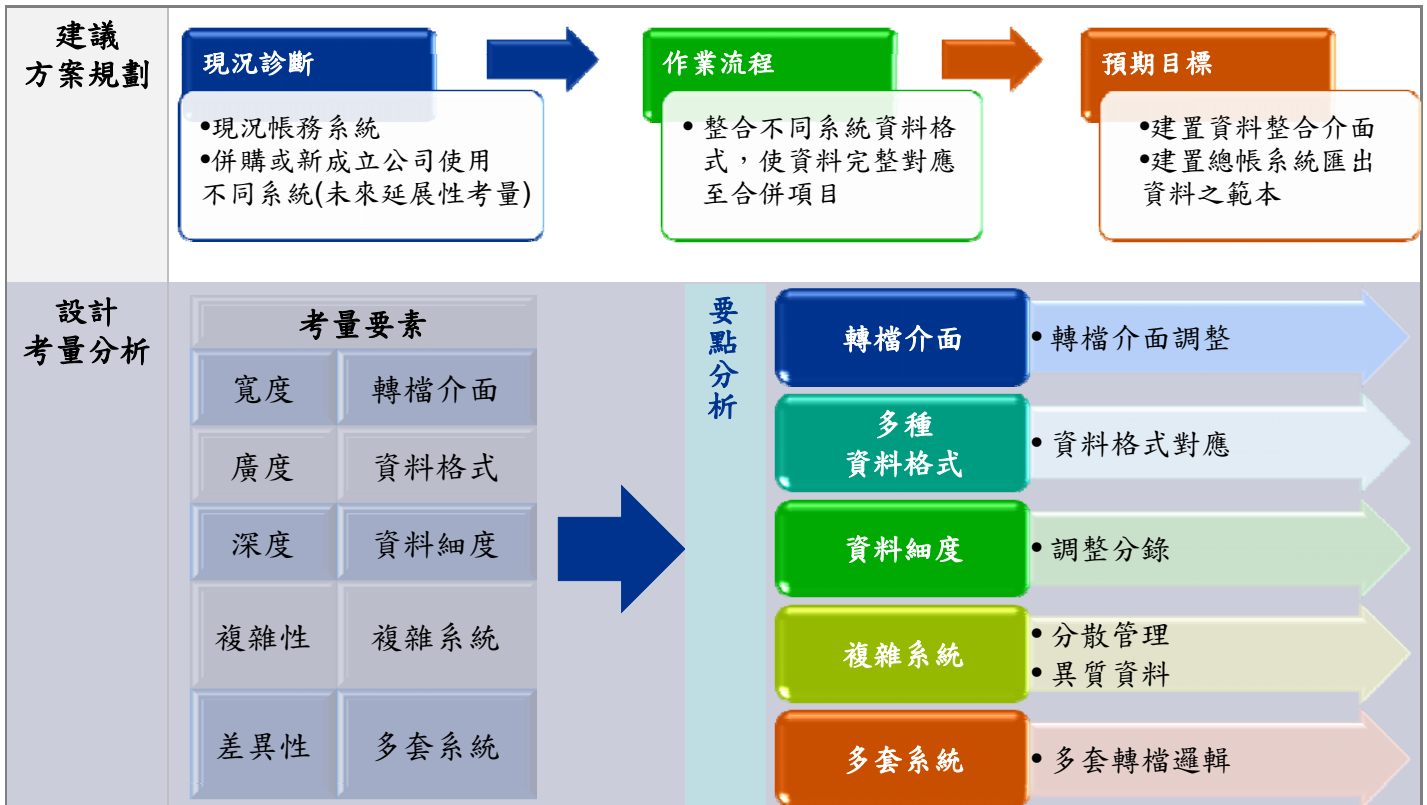 建議
方案規劃
現況診斷
•現況帳務系統
•併購或新成立公司使用
不同系統(未來延展性考量)
作業流程
• 整合不同系統資料格
式，使資料完整對應
至合併項目
預期目標
•建置資料整合介面
•建置總帳系統匯出
資料之範本
設計
考量分析
考量要素
寬度 轉檔介面
廣度 資料格式
深度 資料細度
複雜性 複雜系統
差異性 多套系統
要點分析
轉檔介面
• 轉檔介面調整
多種
資料格式
• 資料格式對應
資料細度
• 調整分錄
複雜系統
• 分散管理
• 異質資料
多套系統
• 多套轉檔邏輯